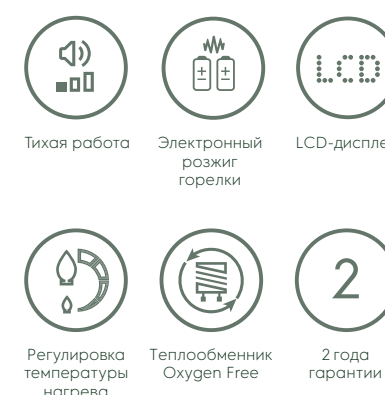 LCD
Тихая работа
Электронный
розжиг
горелки
LCD-диспле
2
Регулировка
температуры
нагрева
Теплообменник
Oxygen Free
2 года
гарантии